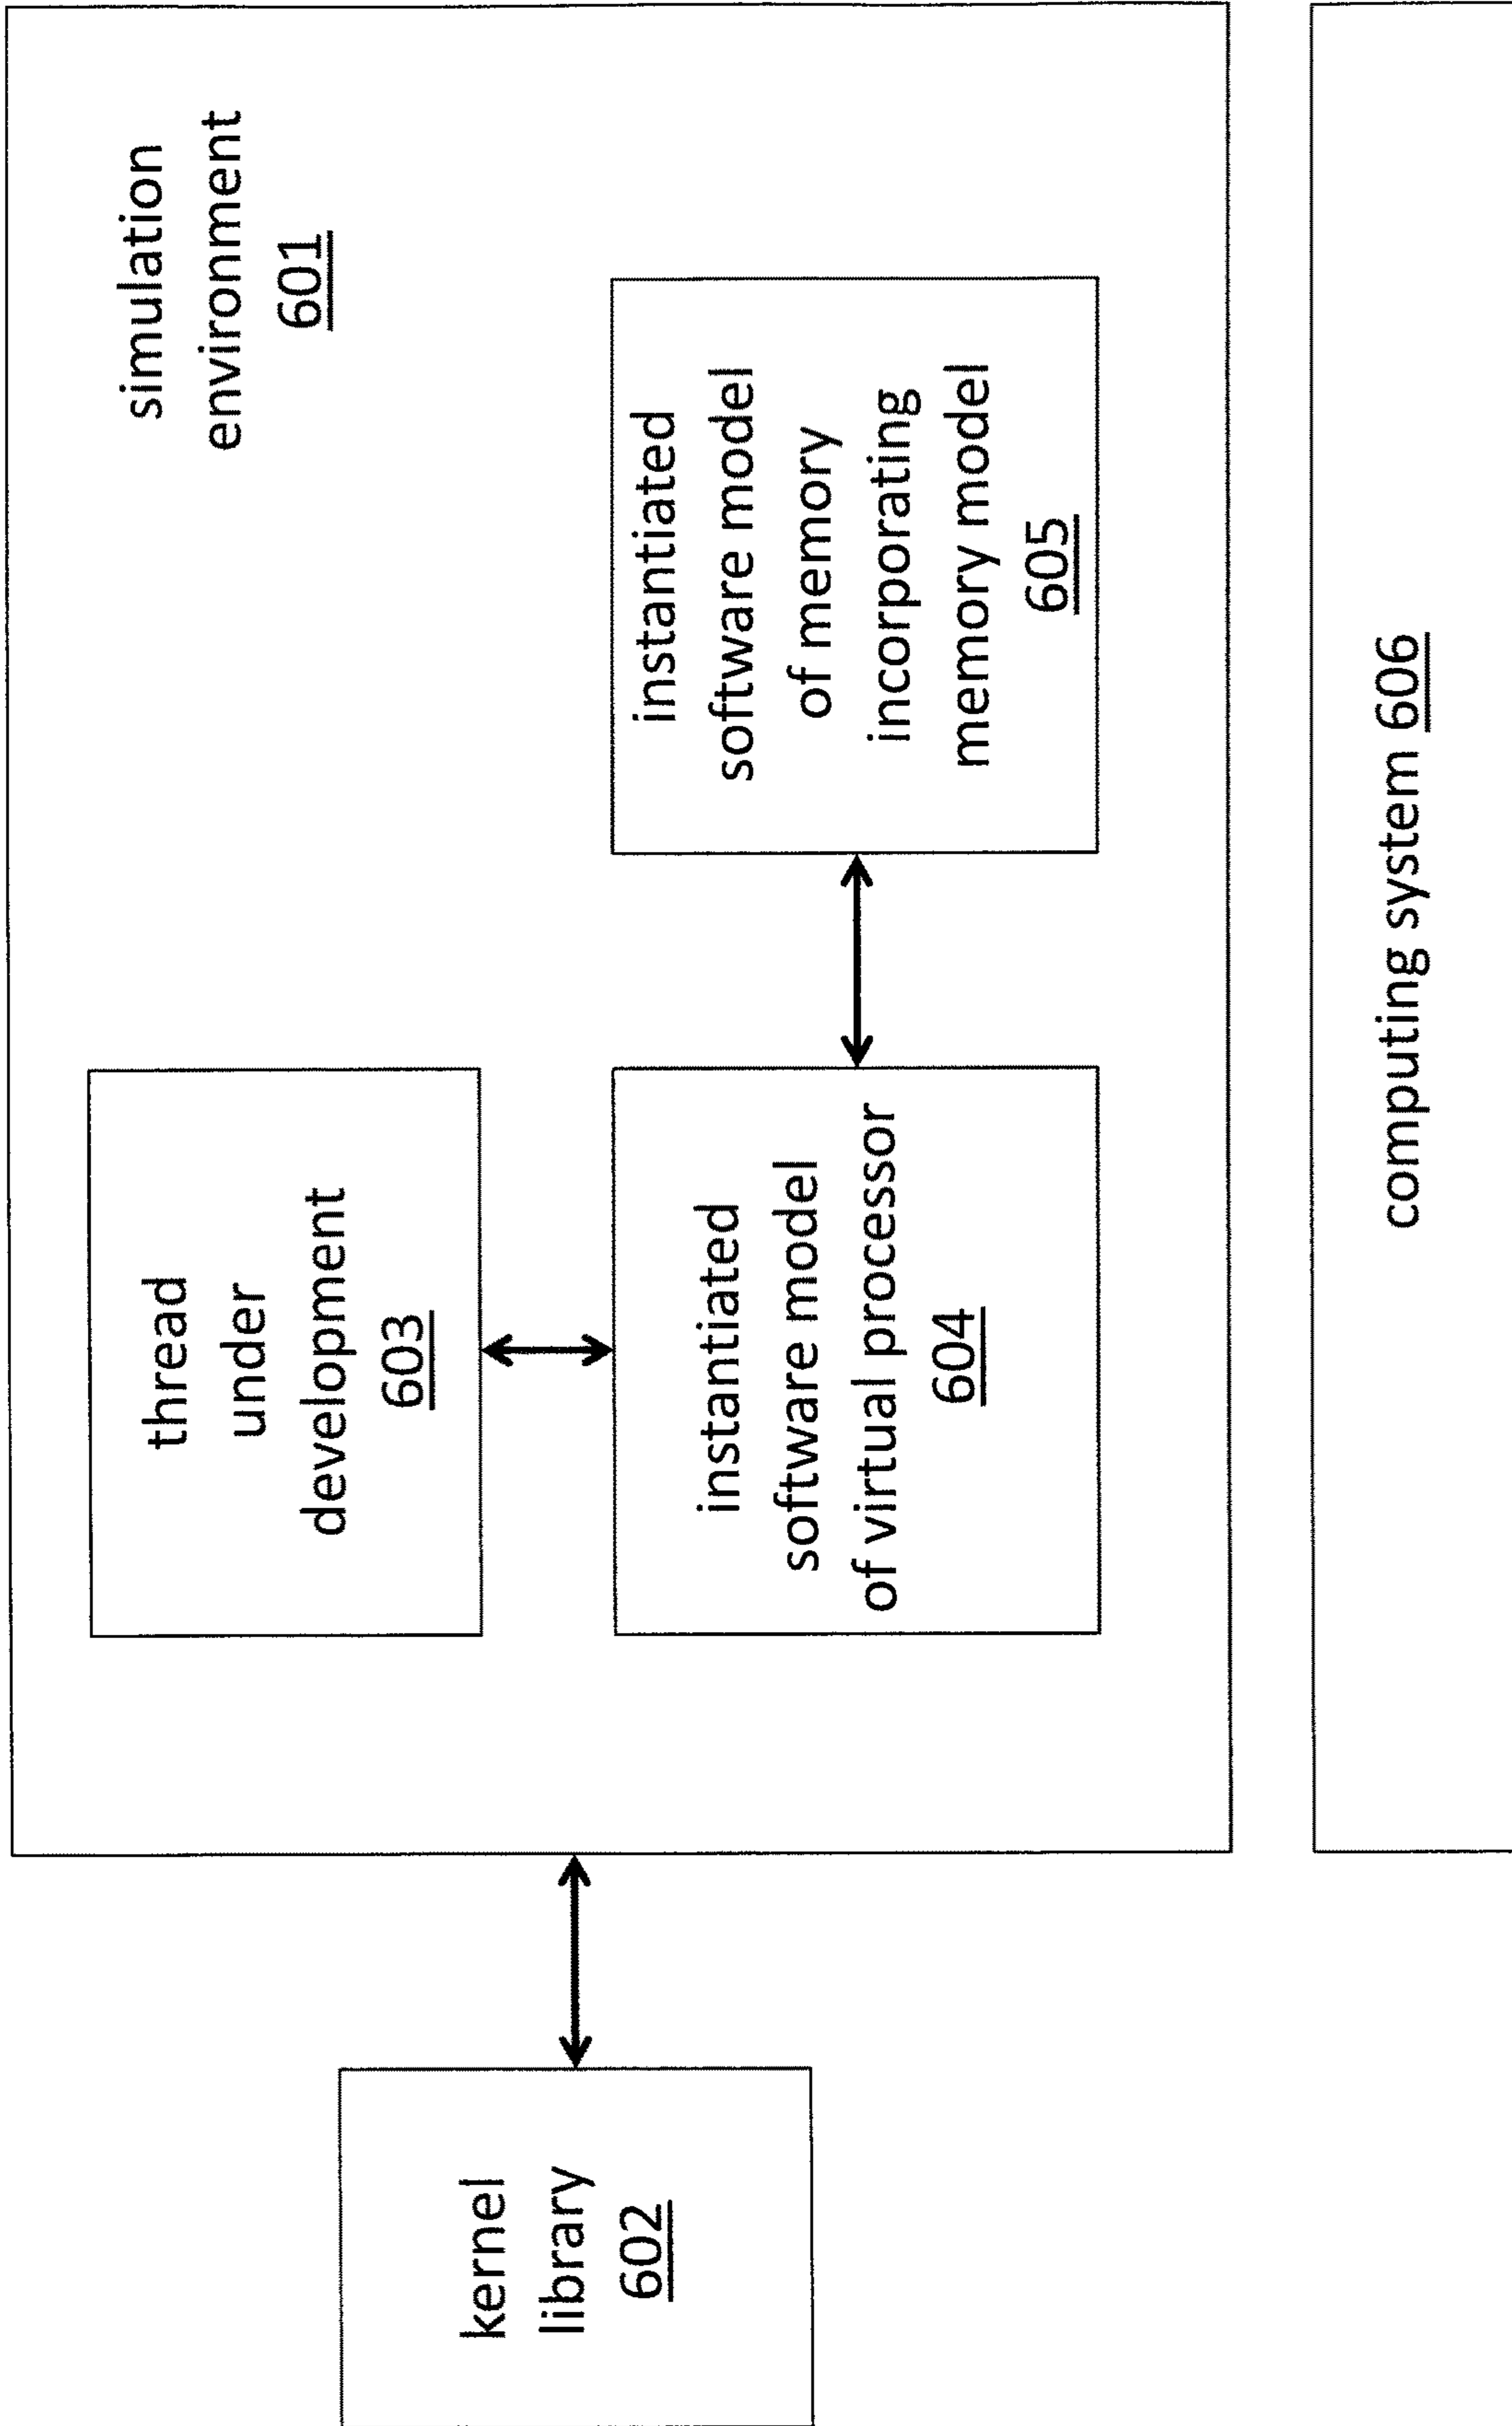 simulation
environment
601
thread
under
development
603
instantiated
software model
of virtual processor
604
instantiated
software model
of memory
incorporating
memory model
605
kernel
library
602
computing system 606